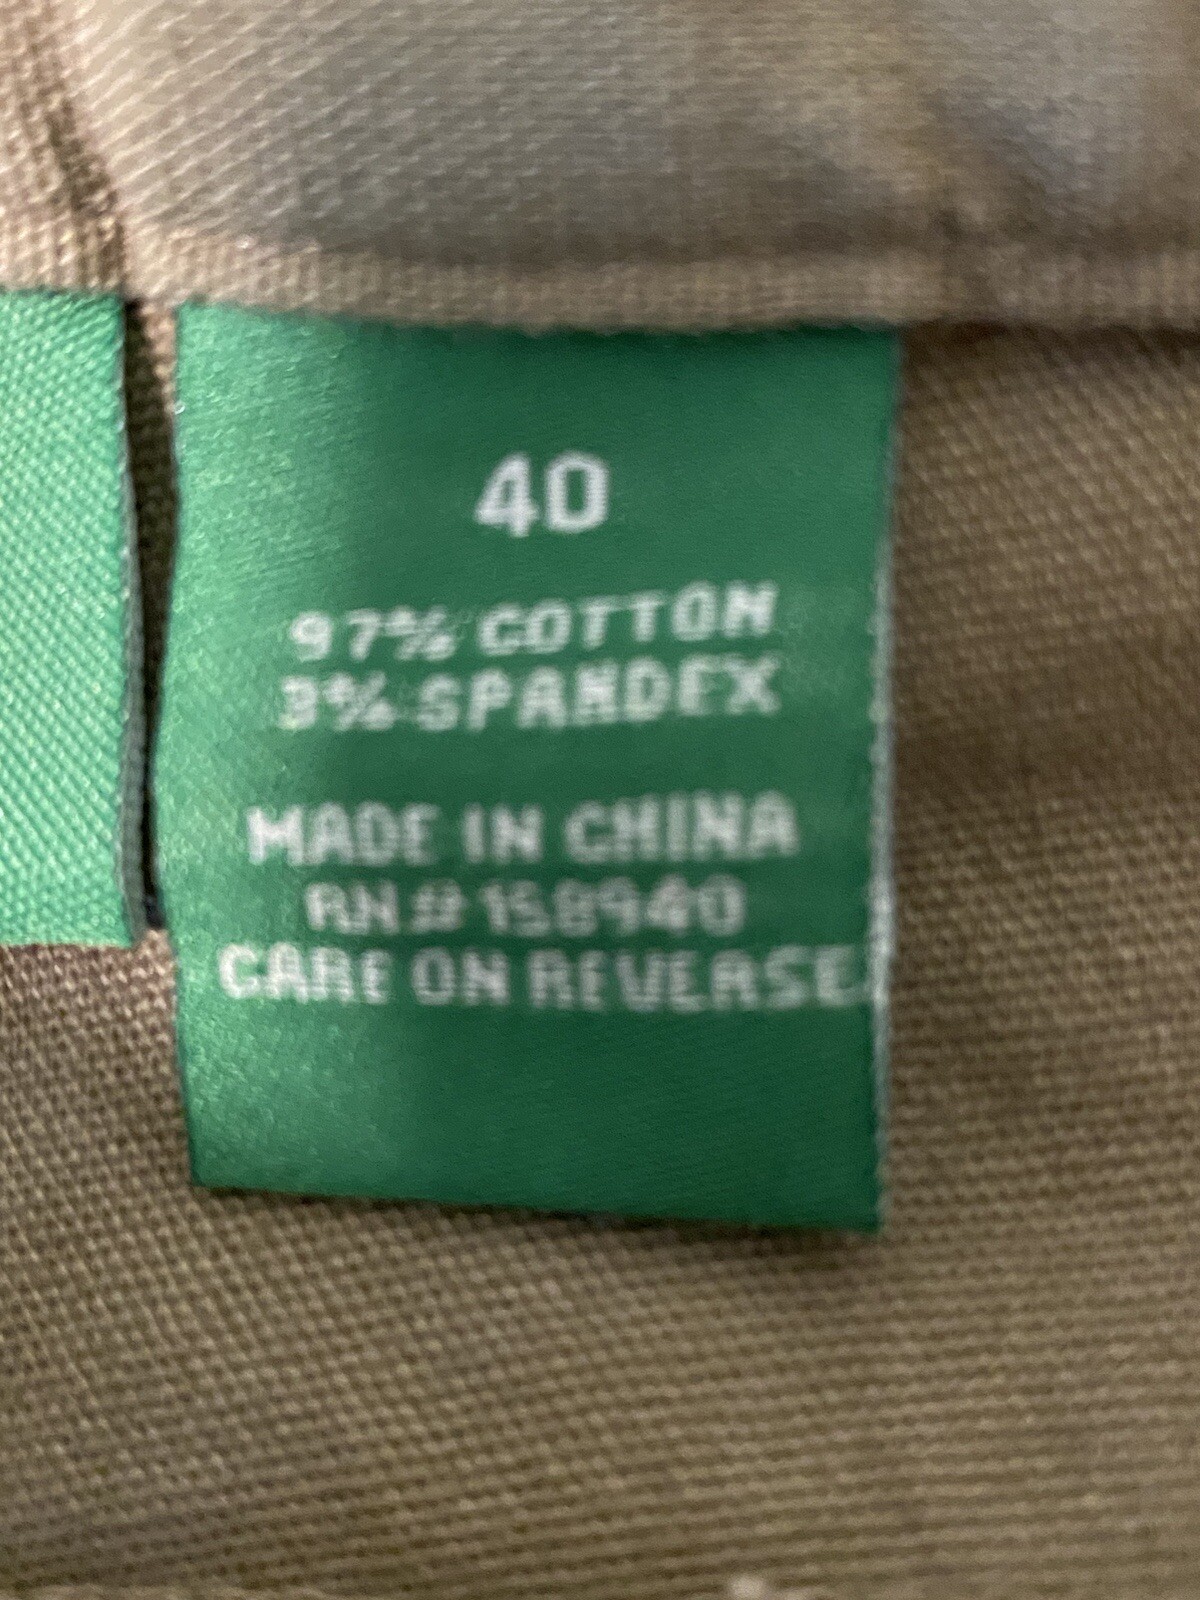 40
97% COTTON
3% SPANDEX
MADE IN CHINA
RN# 158940
CARE ON REVERSE